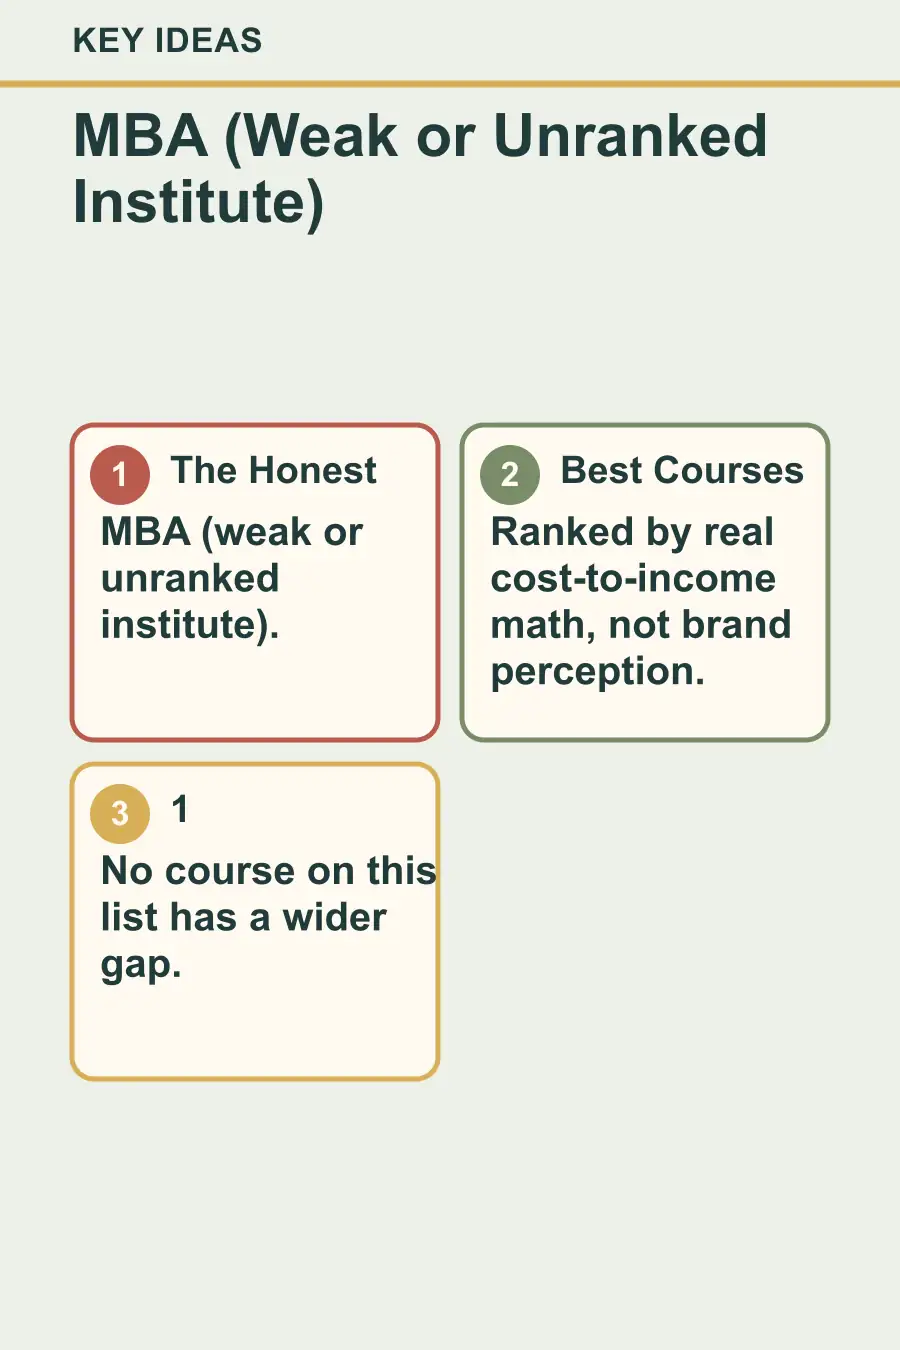 KEY IDEAS
MBA (Weak or Unranked
Institute)
1 The Honest
MBA (weak or
unranked
institute).
2 Best Courses
Ranked by real
cost-to-income
math, not brand
perception.
3 1
No course on this
list has a wider
gap.